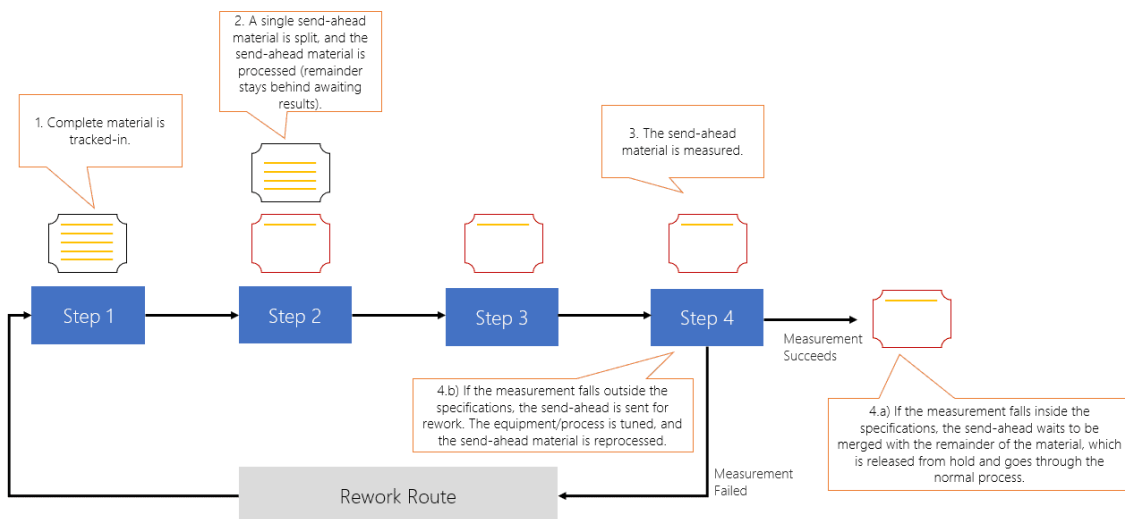 2. A single send-ahead
material is split, and the
send-ahead material is
processed (remainder
stays behind awaiting
results).
1. Complete material is
tracked-in.
3. The send-ahead
material is measured.
Step 1
Step 2
Step 3
Step 4
Measurement
Succeeds
4.b) If the measurement falls outside the
specifications, the send-ahead is sent for
rework. The equipment/process is tuned, and
the send-ahead material is reprocessed.
4.a) If the measurement falls inside the
specifications, the send-ahead waits to be
merged with the remainder of the material, which
is released from hold and goes through the
normal process.
Measurement
Failed
Rework Route